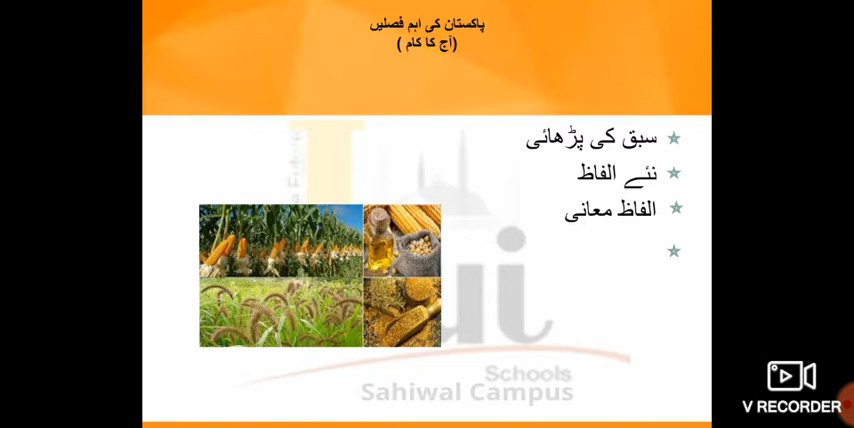 پاکستان کی اہم فصلیں
(آج کا کام )
سبق کی پڑھائی
نئے الفاظ
الفاظ معانی
Schools
Sahiwal Campus
V RECORDER